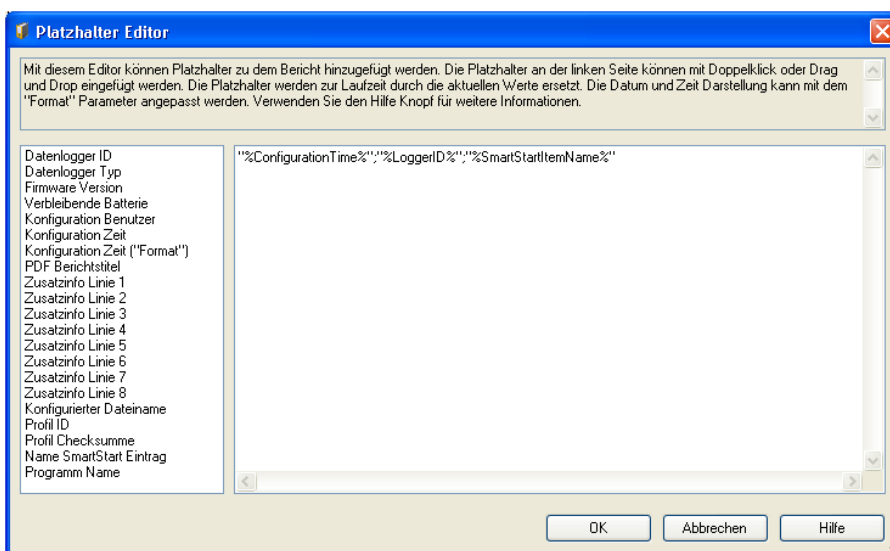 Platzhalter Editor
Mit diesem Editor können Platzhalter zu dem Bericht hinzugefügt werden. Die Platzhalter an der linken Seite können mit Doppelklick oder Drag
und Drop eingefügt werden. Die Platzhalter werden zur Laufzeit durch die aktuellen Werte ersetzt. Die Datum und Zeit Darstellung kann mit dem
"Format" Parameter angepasst werden. Verwenden Sie den Hilfe Knopf für weitere Informationen.
Datenlogger ID
Datenlogger Typ
Firmware Version
Verbleibende Batterie
Konfiguration Benutzer
Konfiguration Zeit
Konfiguration Zeit ("Format")
PDF Berichtstitel
Zusatzinfo Linie 1
Zusatzinfo Linie 2
Zusatzinfo Linie 3
Zusatzinfo Linie 4
Zusatzinfo Linie 5
Zusatzinfo Linie 6
Zusatzinfo Linie 7
Zusatzinfo Linie 8
Konfigurierter Dateiname
Profil ID
Profil Checksumme
Name SmartStart Eintrag
Programm Name
"%ConfigurationTime%";"%LoggerID%";"%SmartStartItemName%"
OK
Abbrechen
Hilfe